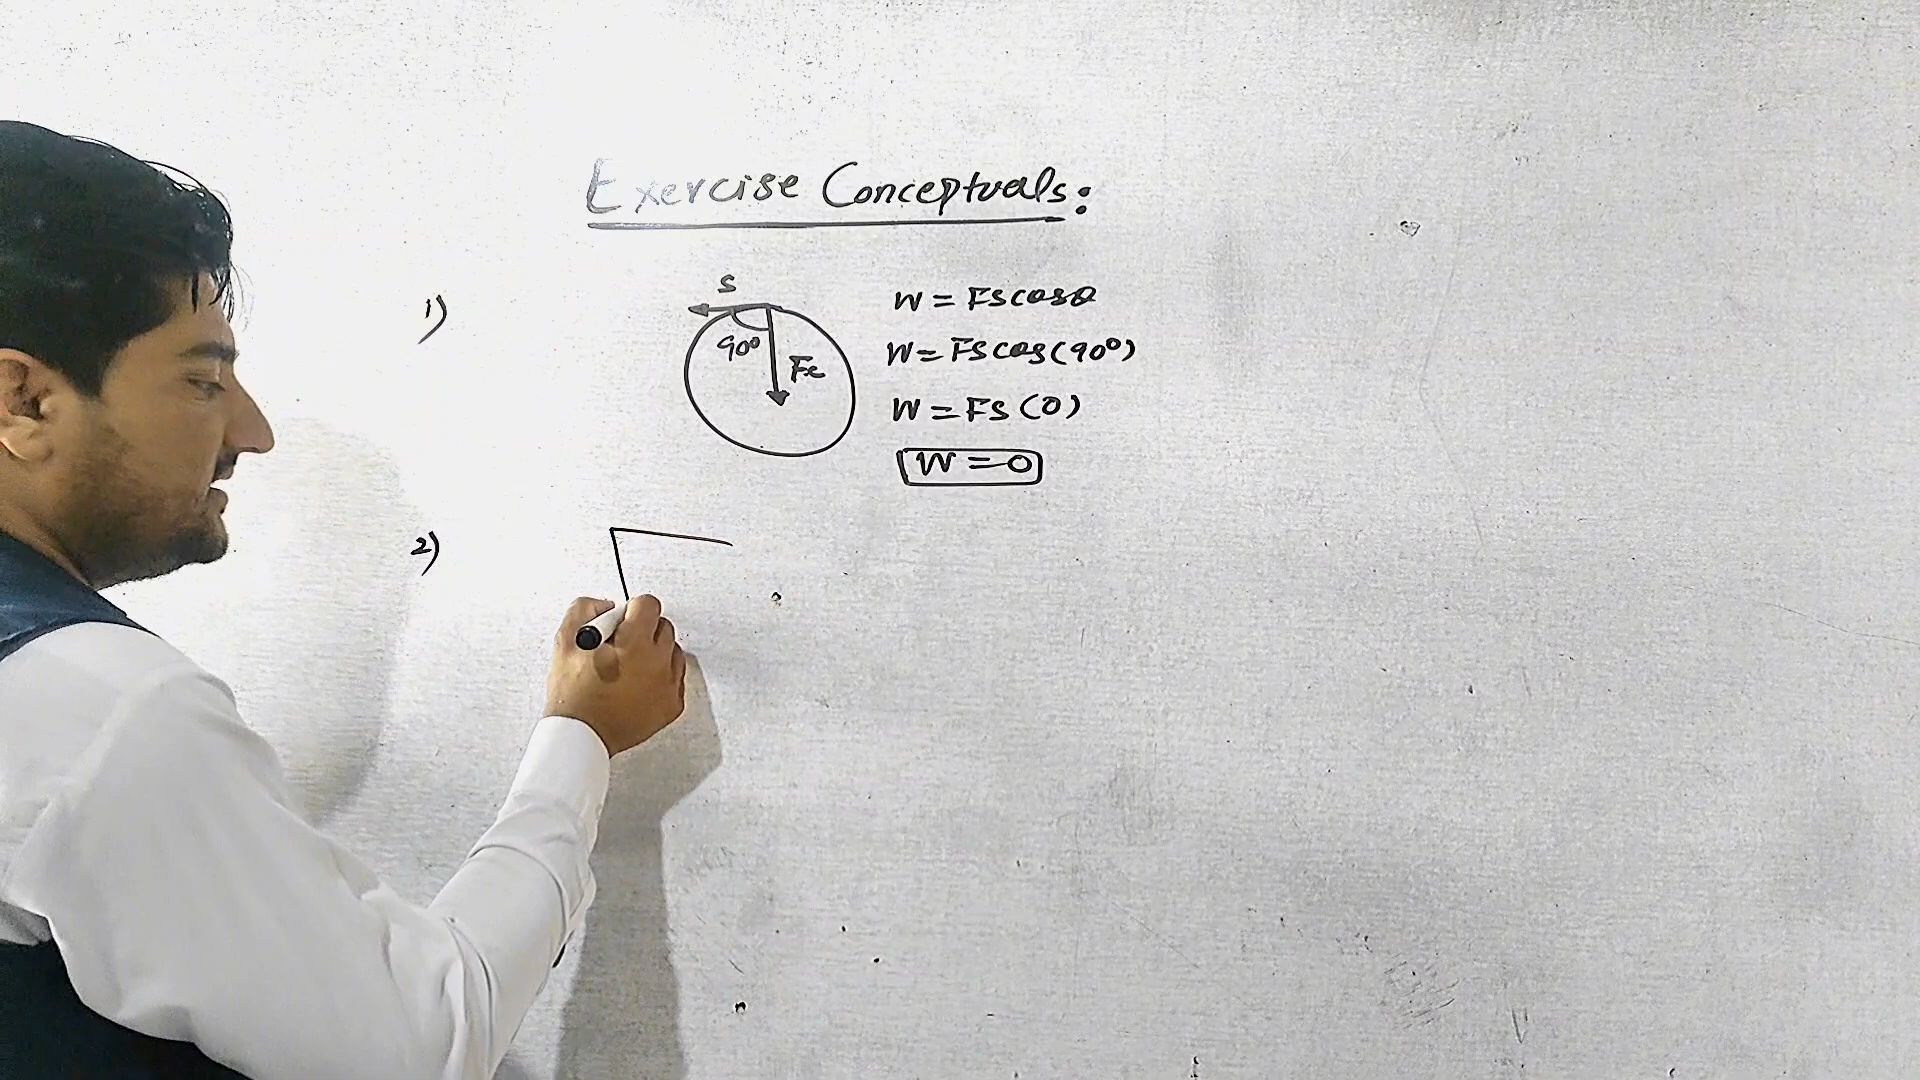 Exercise Conceptuals:
1)
S
90°
Fc
W = FScosθ
W = FScos(90°)
W = FS(0)
W = 0
2)